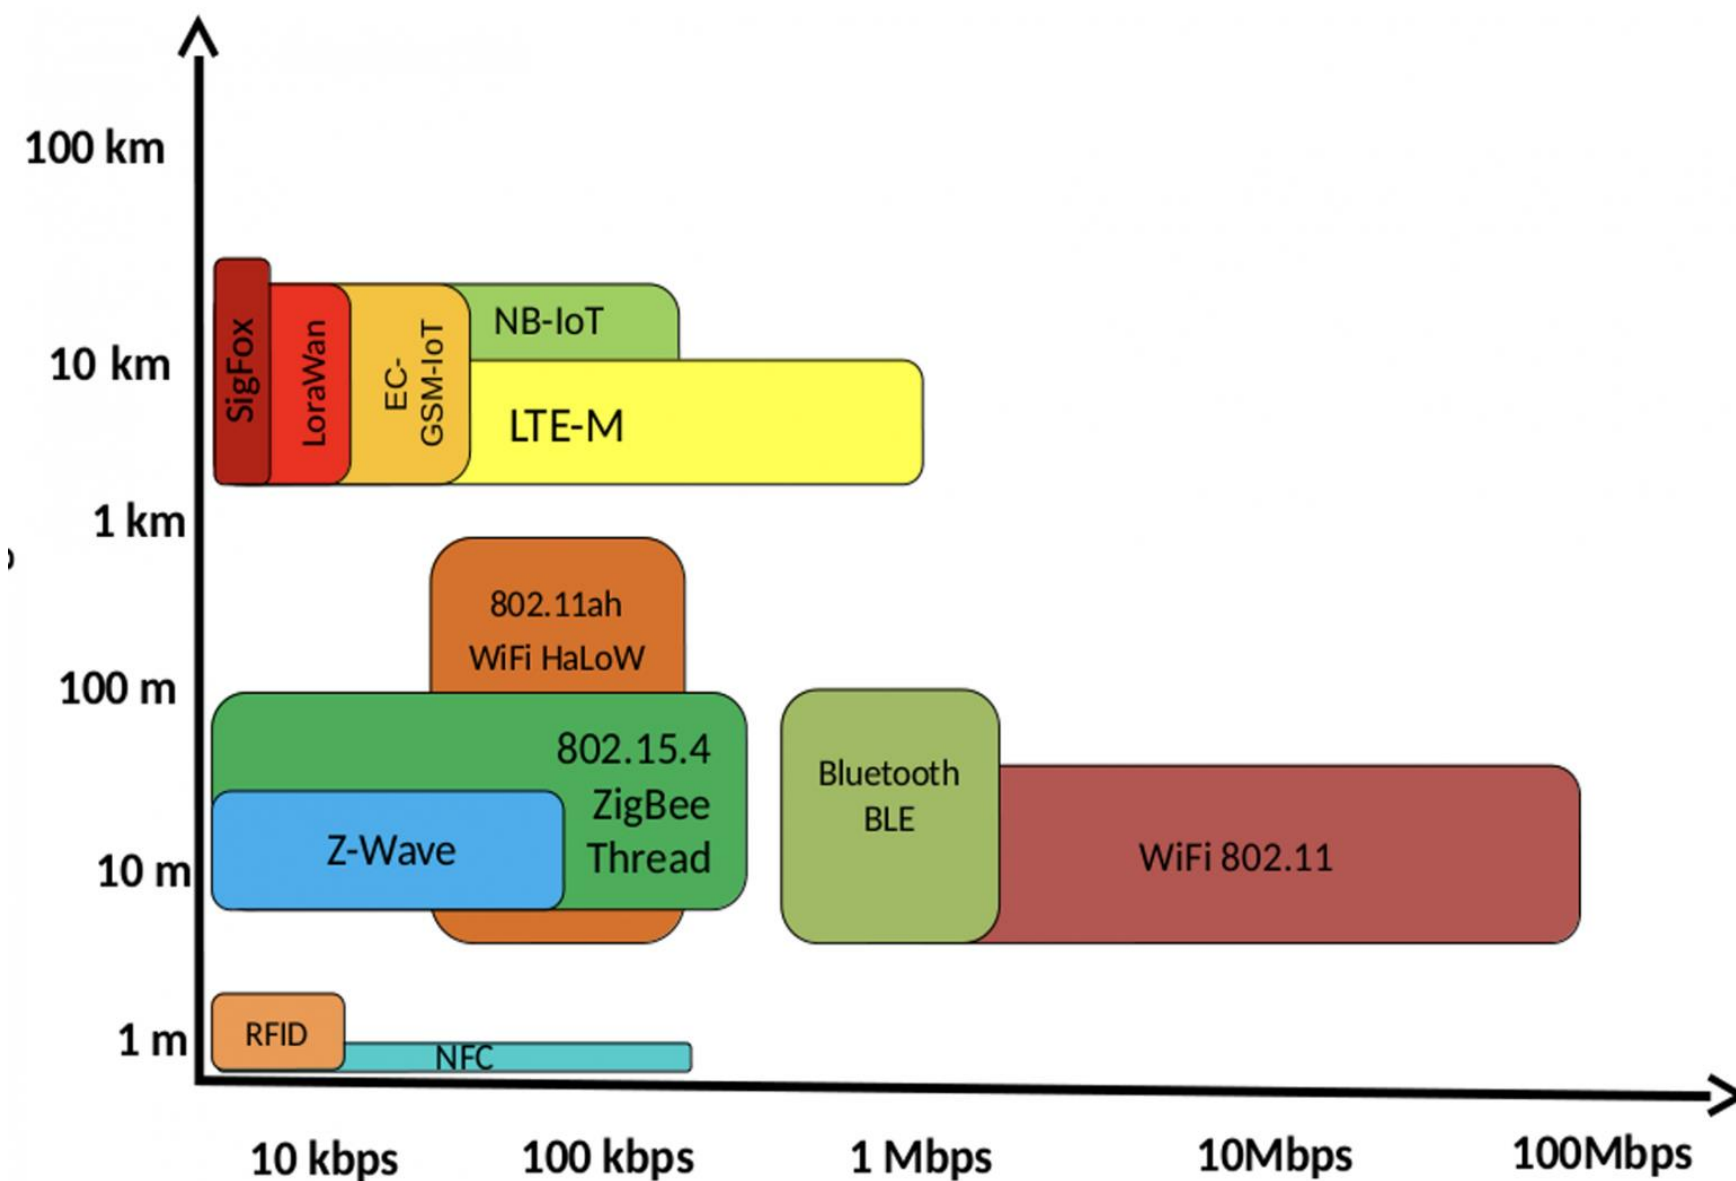 100 km
10 km
1 km
100 m
10 m
1 m
SigFox
LoraWan
EC-
GSM-IoT
NB-IoT
LTE-M
802.11ah
WiFi HaLoW
802.15.4
ZigBee
Thread
Z-Wave
Bluetooth
BLE
WiFi 802.11
RFID
NFC
10 kbps
100 kbps
1 Mbps
10Mbps
100Mbps